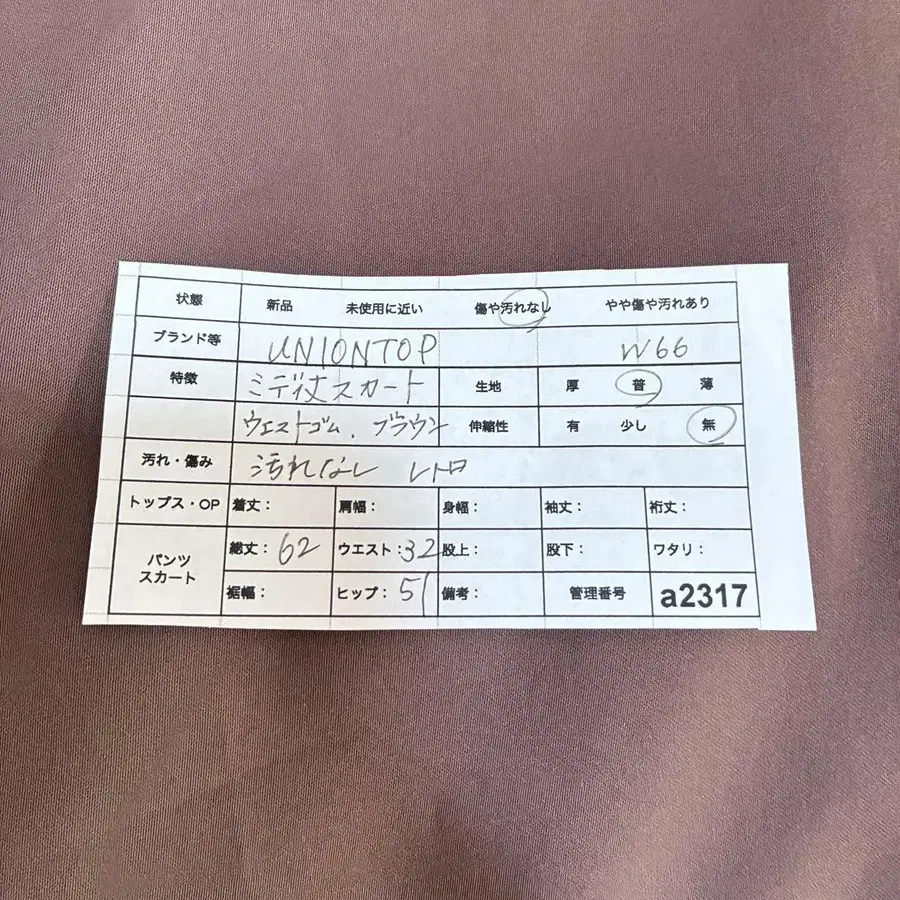 状態 新品 未使用に近い 傷や汚れなし やや傷や汚れあり
ブランド等 UNIONTOP W66
特徴 ミディ丈スカート 生地 厚 普 薄
ウエストゴム、ブラウン 伸縮性 有 少し 無
汚れ・傷み 汚れなし レトロ
トップス・OP 着丈: 肩幅: 身幅: 袖丈: 裄丈:
パンツ スカート 総丈:62 ウエスト:32 股上: 股下: ワタリ:
裾幅: ヒップ:51 備考: 管理番号 a2317